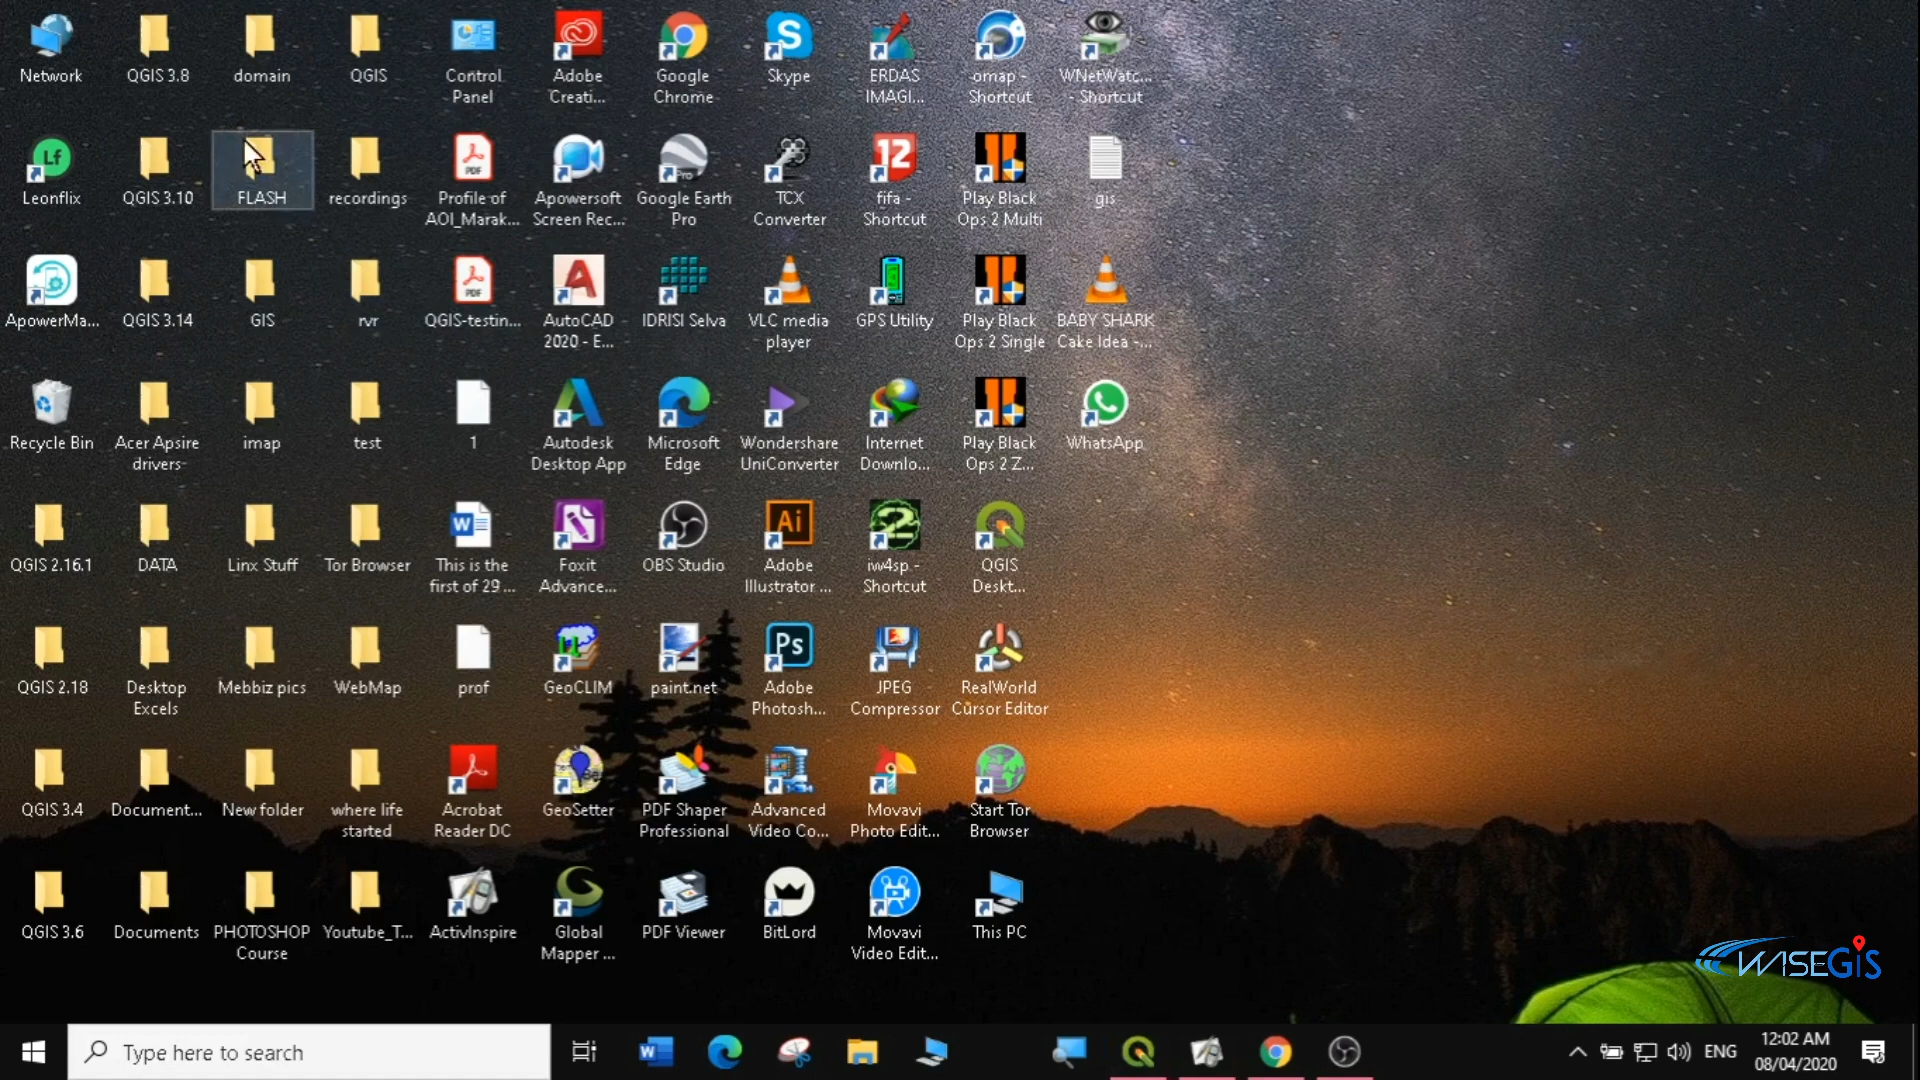 Network
QGIS 3.8
domain
QGIS
Control
Panel
Adobe
Creati...
Google
Chrome
Skype
ERDAS
IMAGI...
omap -
Shortcut
WNetWatc...
- Shortcut
Lf
Leonflix
QGIS 3.10
FLASH
recordings
PDF
Profile of
AOI_Marak...
Apowersoft
Screen Rec...
Pro
Google Earth
Pro
TCX
Converter
12
fifa -
Shortcut
Play Black
Ops 2 Multi
gis
ApowerMa...
QGIS 3.14
GIS
rvr
PDF
QGIS-testin...
AutoCAD
2020 - E...
IDRISI Selva
VLC media
player
GPS Utility
Play Black
Ops 2 Single
BABY SHARK
Cake Idea -...
Recycle Bin
Acer Apsire
drivers
imap
test
1
Autodesk
Desktop App
Microsoft
Edge
Wondershare
UniConverter
Internet
Downlo...
Play Black
Ops 2 Z...
WhatsApp
QGIS 2.16.1
DATA
Linx Stuff
Tor Browser
W
This is the
first of 29 ...
Foxit
Advance...
OBS Studio
Ai
Adobe
Illustrator ...
2
iw4sp -
Shortcut
QGIS
Deskt...
QGIS 2.18
Desktop
Excels
Mebbiz pics
WebMap
prof
GeoCLIM
paint.net
Ps
Adobe
Photosh...
JPEG
Compressor
RealWorld
Cursor Editor
QGIS 3.4
Document...
New folder
where life
started
Acrobat
Reader DC
GeoSetter
PDF Shaper
Professional
Advanced
Video Co...
Movavi
Photo Edit...
Start Tor
Browser
QGIS 3.6
Documents
PHOTOSHOP
Course
Youtube_T...
ActivInspire
Global
Mapper ...
PDF Viewer
BitLord
Movavi
Video Edit...
This PC
WISEGIS
Type here to search
W
ENG
12:02 AM
08/04/2020